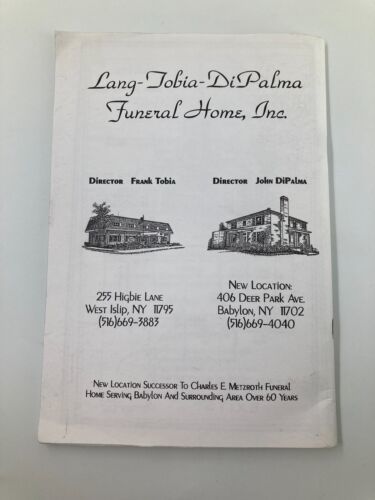 Lang-Tobia-DiPalma
Funeral Home, Inc.
Director Frank Tobia
Director John DiPalma
255 Higbie Lane
West Islip, NY 11795
(516)669-3883
New Location:
406 Deer Park Ave.
Babylon, NY 11702
(516)669-4040
New Location Successor To Charles E. Metzroth Funeral
Home Serving Babylon And Surrounding Area Over 60 Years